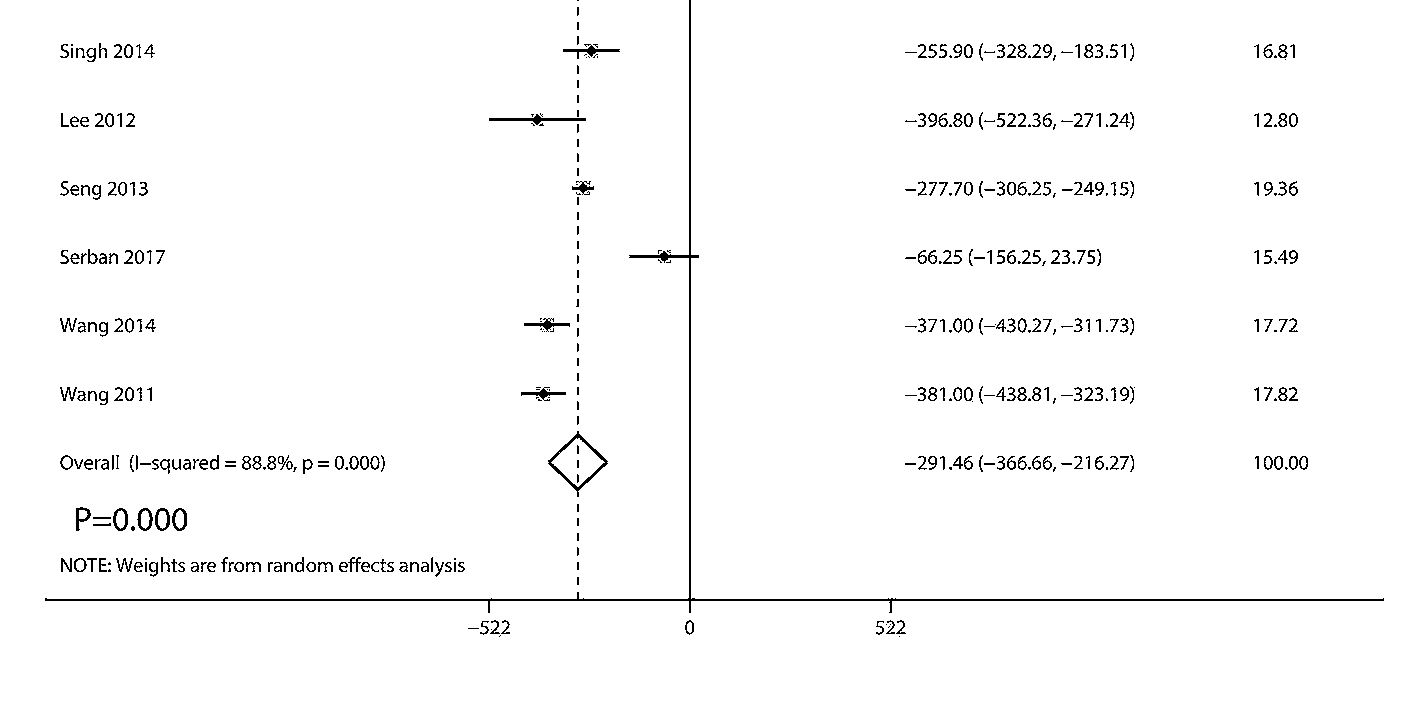 Singh 2014 −255.90 (−328.29, −183.51) 16.81
Lee 2012 −396.80 (−522.36, −271.24) 12.80
Seng 2013 −277.70 (−306.25, −249.15) 19.36
Serban 2017 −66.25 (−156.25, 23.75) 15.49
Wang 2014 −371.00 (−430.27, −311.73) 17.72
Wang 2011 −381.00 (−438.81, −323.19) 17.82
Overall (I−squared = 88.8%, p = 0.000) −291.46 (−366.66, −216.27) 100.00
P=0.000
NOTE: Weights are from random effects analysis
−522 0 522